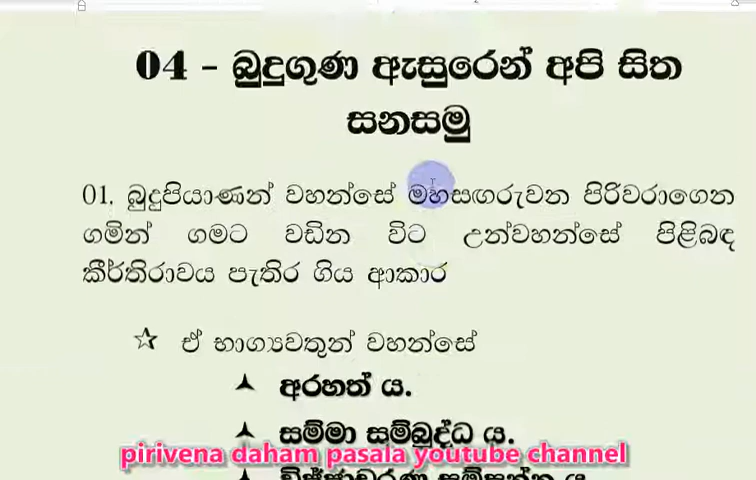 04 - බුදුගුණ ඇසුරෙන් අපි සිත
සනසමු
01. බුදුපියාණන් වහන්සේ මහසඟරුවන පිරිවරාගෙන
ගමින් ගමට වඩින විට උන්වහන්සේ පිළිබඳ
කීර්තිරාවය පැතිර ගිය ආකාර
☆ ඒ භාග්‍යවතුන් වහන්සේ
අරහත් ය.
සම්මා සම්බුද්ධ ය.
pirivena daham pasala youtube channel